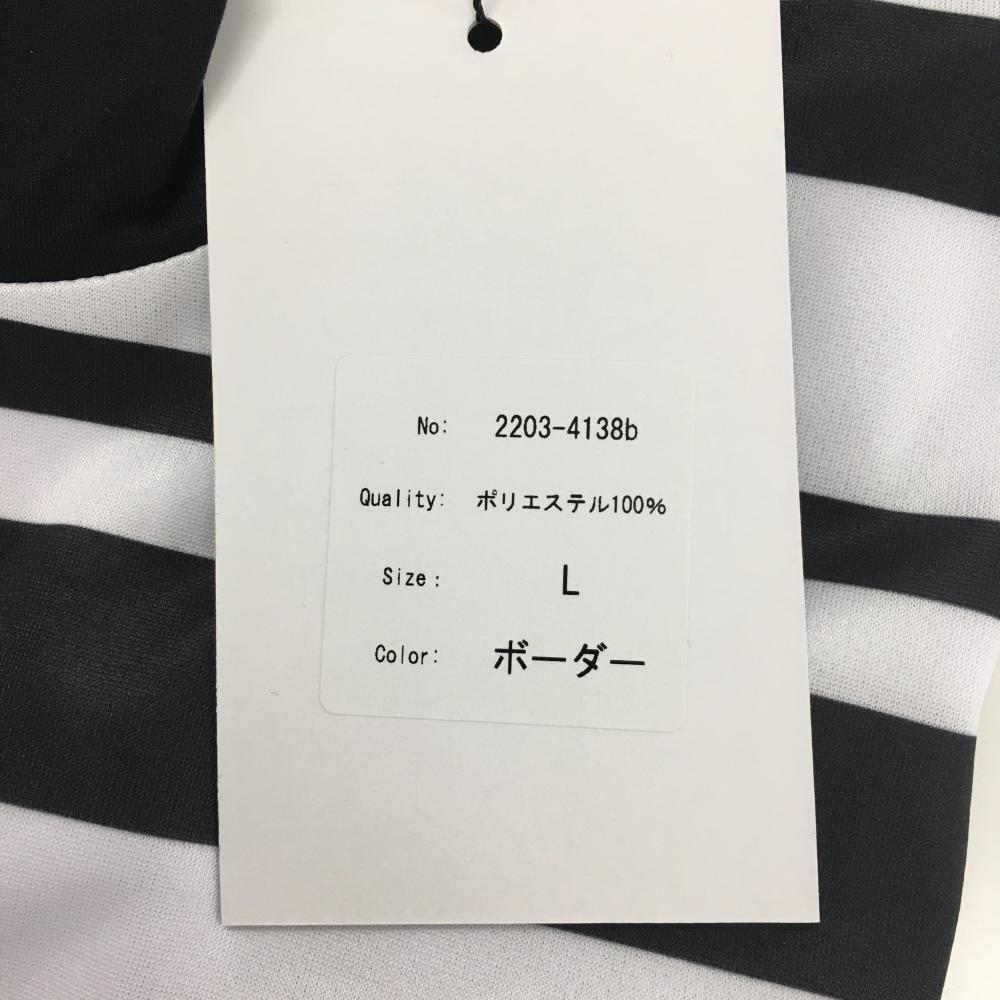 No: 2203-4138b
Quality: ポリエステル100%
Size: L
Color: ボーダー